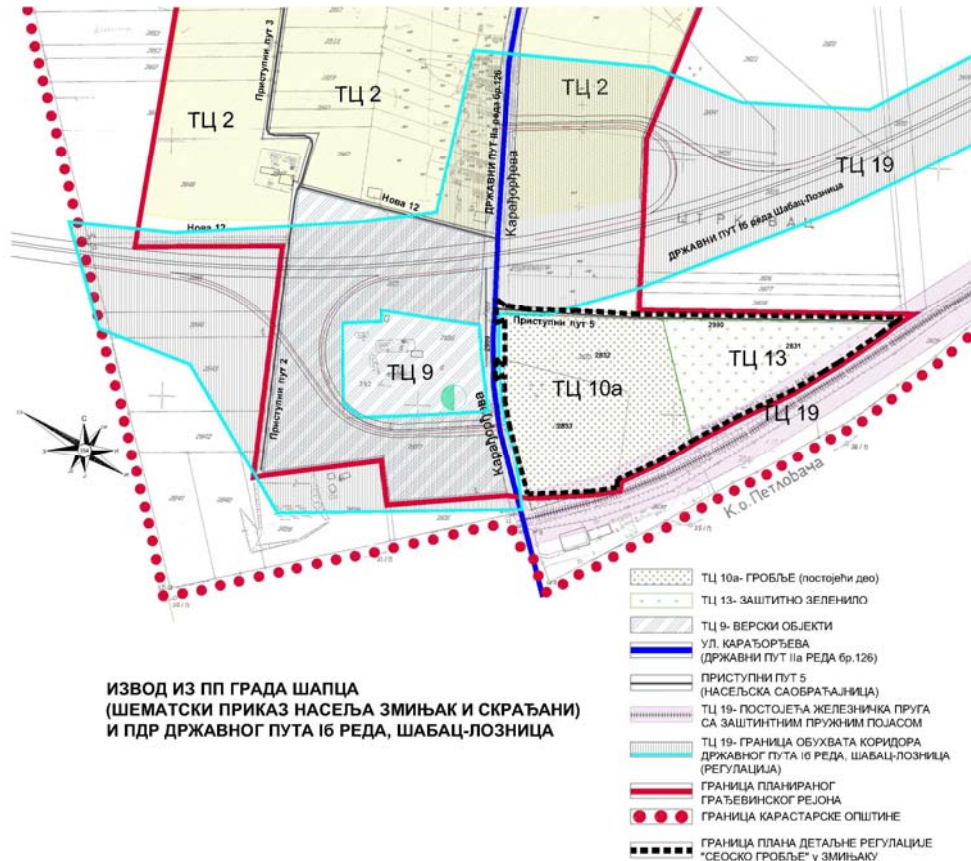 Приступни пут 3
ТЦ 2
ТЦ 2
ТЦ 2
ДРЖАВНИ ПУТ IIа реда бр.126
Карађорђева
ТЦ 19
ДРЖАВНИ ПУТ Iб реда Шабац-Лозница
Нова 12
Нова 12
ЦТРКВАЦ
Приступни пут 5
2990
2831
2832
ТЦ 13
ТЦ 10а
2833
ТЦ 9
ТЦ 19
Приступни пут 2
Карађорђева
К.о.Петловача
С
ТЦ 10а- ГРОБЉЕ (постојећи део)
ТЦ 13- ЗАШТИТНО ЗЕЛЕНИЛО
ТЦ 9- ВЕРСКИ ОБЈЕКТИ
УЛ. КАРАЂОРЂЕВА
(ДРЖАВНИ ПУТ IIа РЕДА бр.126)
ПРИСТУПНИ ПУТ 5
(НАСЕЉСКА САОБРАЋАЈНИЦА)
ТЦ 19- ПОСТОЈЕЋА ЖЕЛЕЗНИЧКА ПРУГА
СА ЗАШТИНТНИМ ПРУЖНИМ ПОЈАСОМ
ТЦ 19- ГРАНИЦА ОБУХВАТА КОРИДОРА
ДРЖАВНОГ ПУТА Iб РЕДА, ШАБАЦ-ЛОЗНИЦА
(РЕГУЛАЦИЈА)
ГРАНИЦА ПЛАНИРАНОГ
ГРАЂЕВИНСКОГ РЕЈОНА
ГРАНИЦА КАРАСТАРСКЕ ОПШТИНЕ
ГРАНИЦА ПЛАНА ДЕТАЉНЕ РЕГУЛАЦИЈЕ
"СЕОСКО ГРОБЉЕ" у ЗМИЊАКУ
ИЗВОД ИЗ ПП ГРАДА ШАПЦА
(ШЕМАТСКИ ПРИКАЗ НАСЕЉА ЗМИЊАК И СКРАЂАНИ)
И ПДР ДРЖАВНОГ ПУТА Iб РЕДА, ШАБАЦ-ЛОЗНИЦА